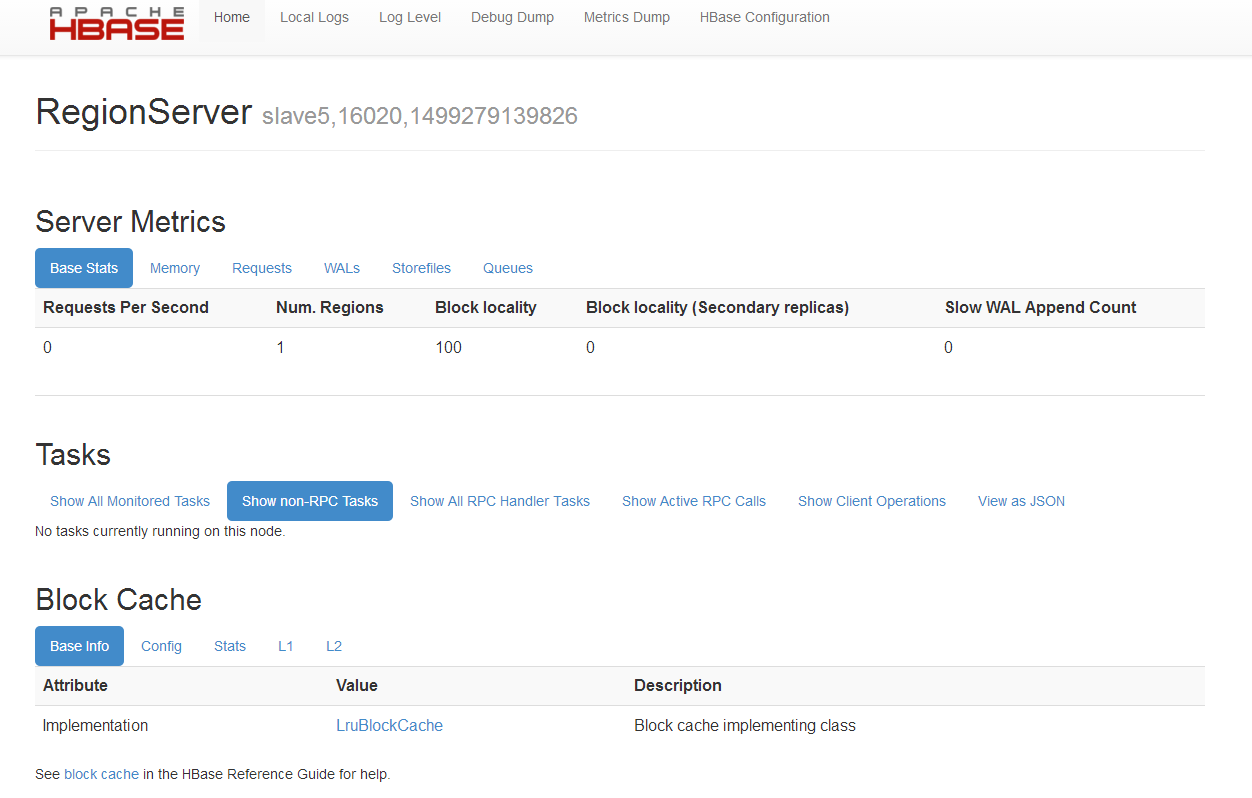 APACHE
HBASE
Home Local Logs Log Level Debug Dump Metrics Dump HBase Configuration
RegionServer slave5,16020,1499279139826
Server Metrics
Base Stats Memory Requests WALs Storefiles Queues
Requests Per Second Num. Regions Block locality Block locality (Secondary replicas) Slow WAL Append Count
0 1 100 0 0
Tasks
Show All Monitored Tasks Show non-RPC Tasks Show All RPC Handler Tasks Show Active RPC Calls Show Client Operations View as JSON
No tasks currently running on this node.
Block Cache
Base Info Config Stats L1 L2
Attribute Value Description
Implementation LruBlockCache Block cache implementing class
See block cache in the HBase Reference Guide for help.